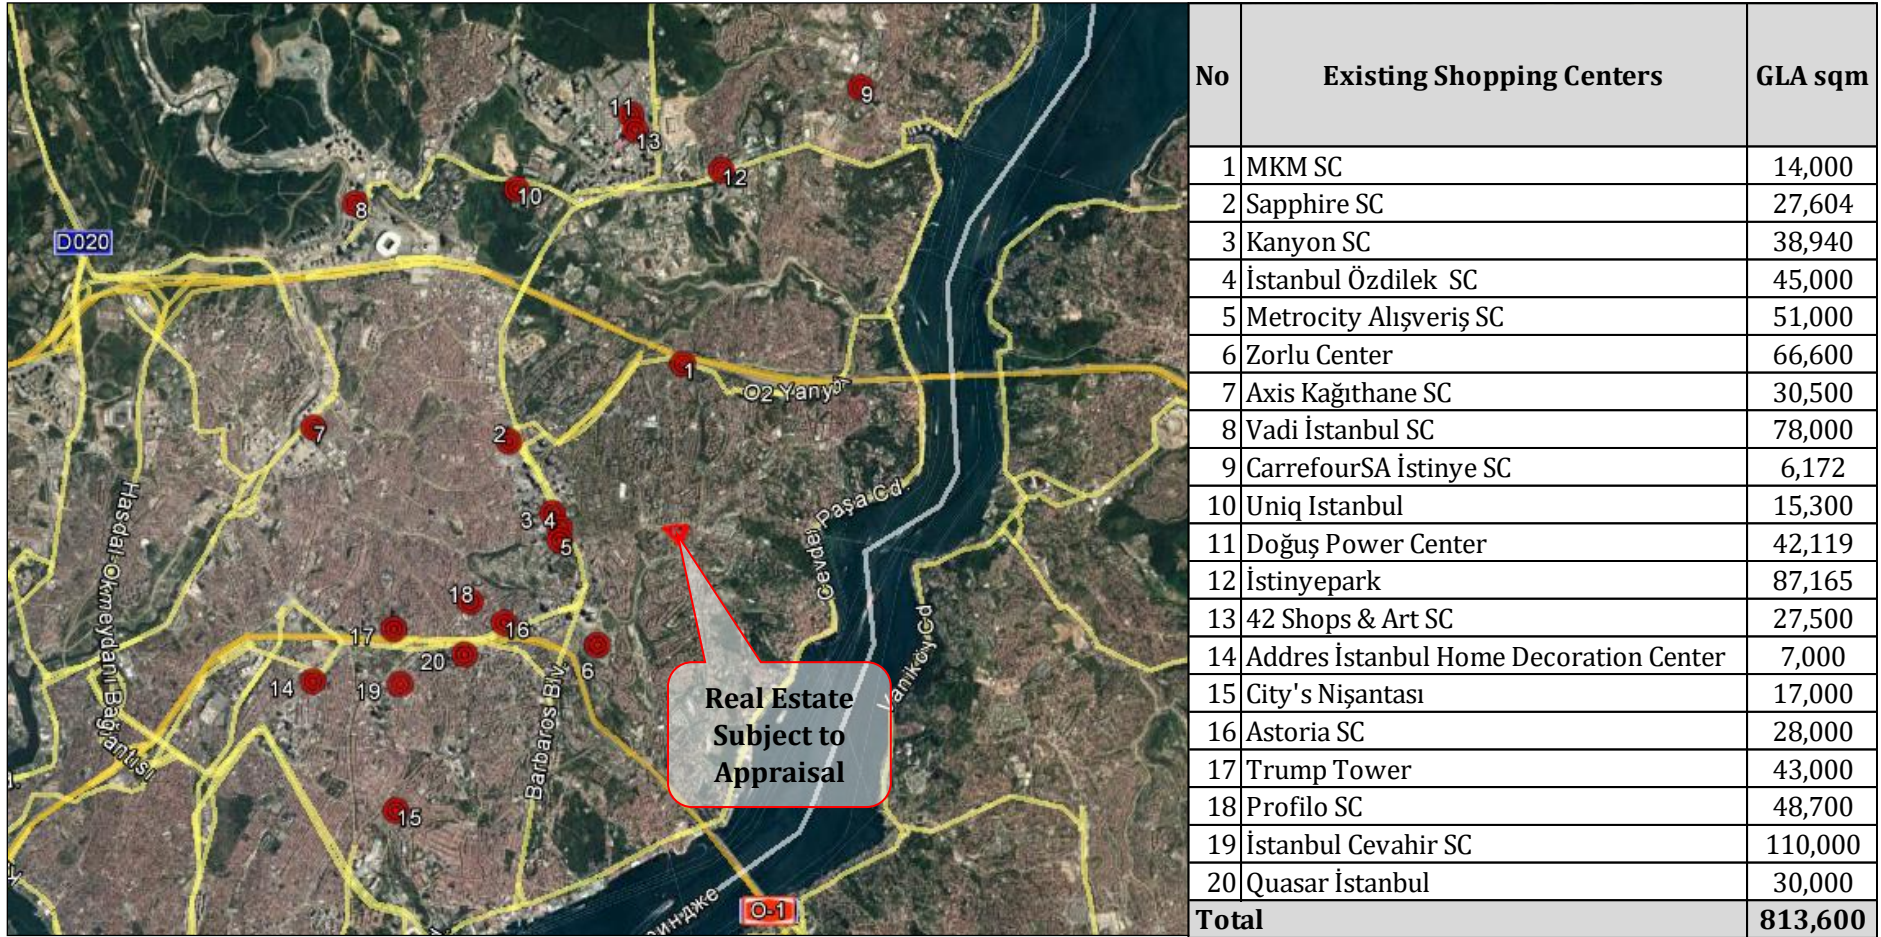 11
13
9
12
10
8
D020
1
O2 Yanyol
7
2
3
4
5
Cevdet Paşa Cd.
Hasdal-Okmeydanı Bağlantısı
18
17
16
20
6
14
19
Barbaros Blv.
Vaniköy Cd
Real Estate
Subject to
Appraisal
15
O-1
No Existing Shopping Centers GLA sqm
1 MKM SC 14,000
2 Sapphire SC 27,604
3 Kanyon SC 38,940
4 İstanbul Özdilek SC 45,000
5 Metrocity Alışveriş SC 51,000
6 Zorlu Center 66,600
7 Axis Kağıthane SC 30,500
8 Vadi İstanbul SC 78,000
9 CarrefourSA İstinye SC 6,172
10 Uniq Istanbul 15,300
11 Doğuş Power Center 42,119
12 İstinyepark 87,165
13 42 Shops & Art SC 27,500
14 Addres İstanbul Home Decoration Center 7,000
15 City's Nişantası 17,000
16 Astoria SC 28,000
17 Trump Tower 43,000
18 Profilo SC 48,700
19 İstanbul Cevahir SC 110,000
20 Quasar İstanbul 30,000
Total 813,600